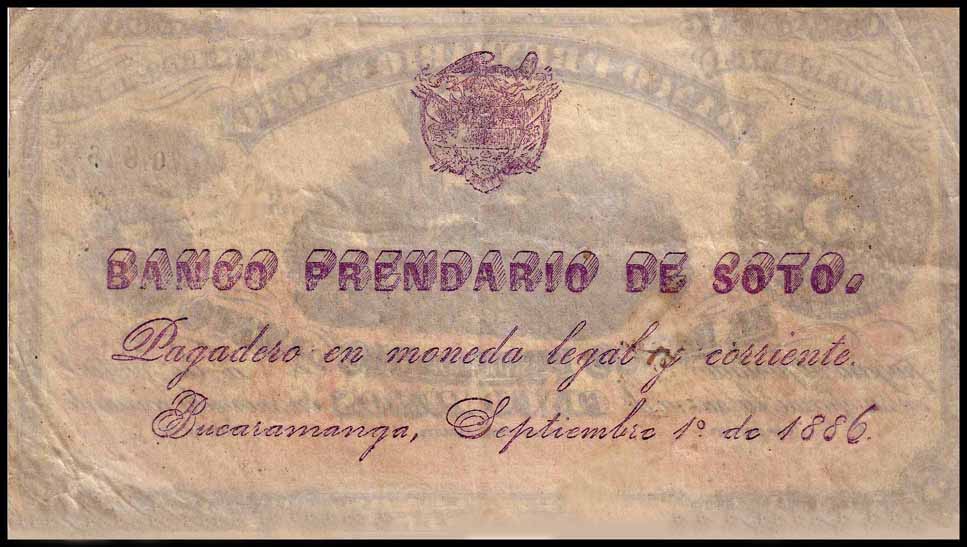 BANCO PRENDARIO DE SOTO.
Pagadero en moneda legal y corriente.
Bucaramanga, Septiembre 1º de 1886.